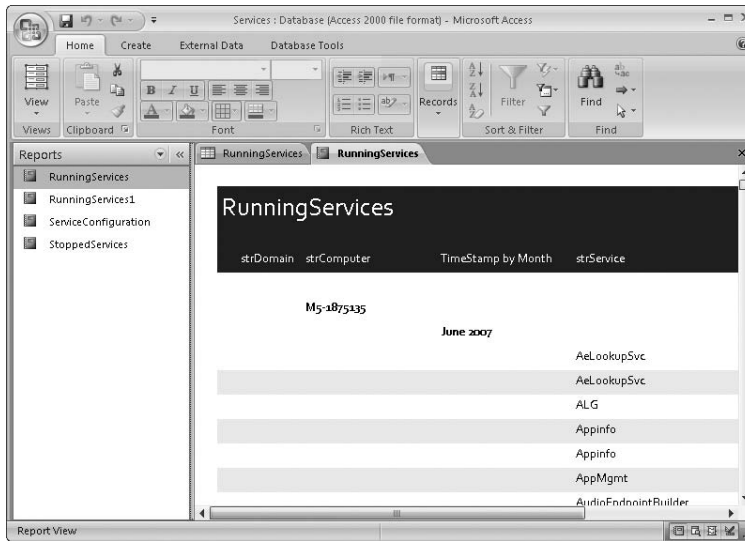 Services : Database (Access 2000 file format) - Microsoft Access
Home Create External Data Database Tools
View Paste B I U Records Filter Find
Views Clipboard Font Rich Text Sort & Filter Find
Reports RunningServices RunningServices
RunningServices
RunningServices1
ServiceConfiguration
StoppedServices
RunningServices
strDomain strComputer TimeStamp by Month strService
M5-1875135
June 2007
AeLookupSvc
AeLookupSvc
ALG
Appinfo
Appinfo
AppMgmt
AudioEndpointBuilder
Report View